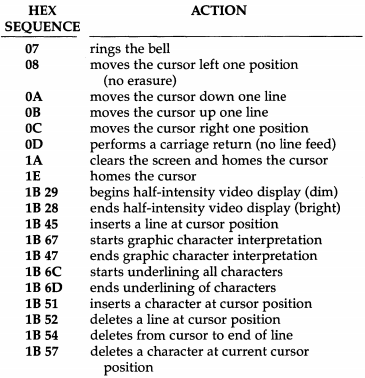 HEX ACTION
SEQUENCE
07 rings the bell
08 moves the cursor left one position
(no erasure)
0A moves the cursor down one line
0B moves the cursor up one line
0C moves the cursor right one position
0D performs a carriage return (no line feed)
1A clears the screen and homes the cursor
1E homes the cursor
1B 29 begins half-intensity video display (dim)
1B 28 ends half-intensity video display (bright)
1B 45 inserts a line at cursor position
1B 67 starts graphic character interpretation
1B 47 ends graphic character interpretation
1B 6C starts underlining all characters
1B 6D ends underlining of characters
1B 51 inserts a character at cursor position
1B 52 deletes a line at cursor position
1B 54 deletes from cursor to end of line
1B 57 deletes a character at current cursor
position